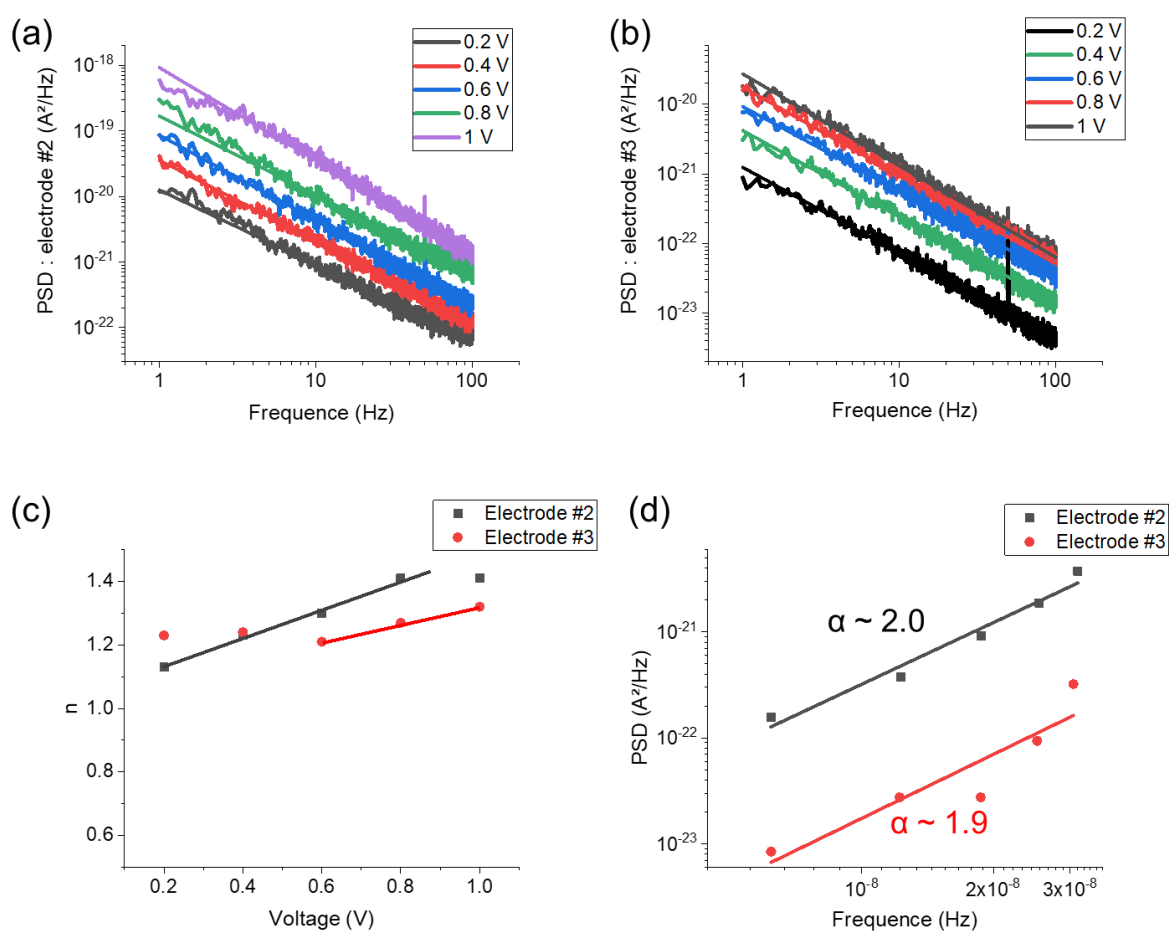 (a)
PSD : electrode #2 (A²/Hz)
10⁻¹⁸
10⁻¹⁹
10⁻²⁰
10⁻²¹
10⁻²²
1
10
100
Frequence (Hz)
0.2 V
0.4 V
0.6 V
0.8 V
1 V
(b)
PSD : electrode #3 (A²/Hz)
10⁻²⁰
10⁻²¹
10⁻²²
10⁻²³
1
10
100
Frequence (Hz)
0.2 V
0.4 V
0.6 V
0.8 V
1 V
(c)
Electrode #2
Electrode #3
n
1.4
1.2
1.0
0.8
0.6
0.2
0.4
0.6
0.8
1.0
Voltage (V)
(d)
Electrode #2
Electrode #3
PSD (A²/Hz)
10⁻²¹
10⁻²²
10⁻²³
α ~ 2.0
α ~ 1.9
10⁻⁸
2x10⁻⁸
3x10⁻⁸
Frequence (Hz)